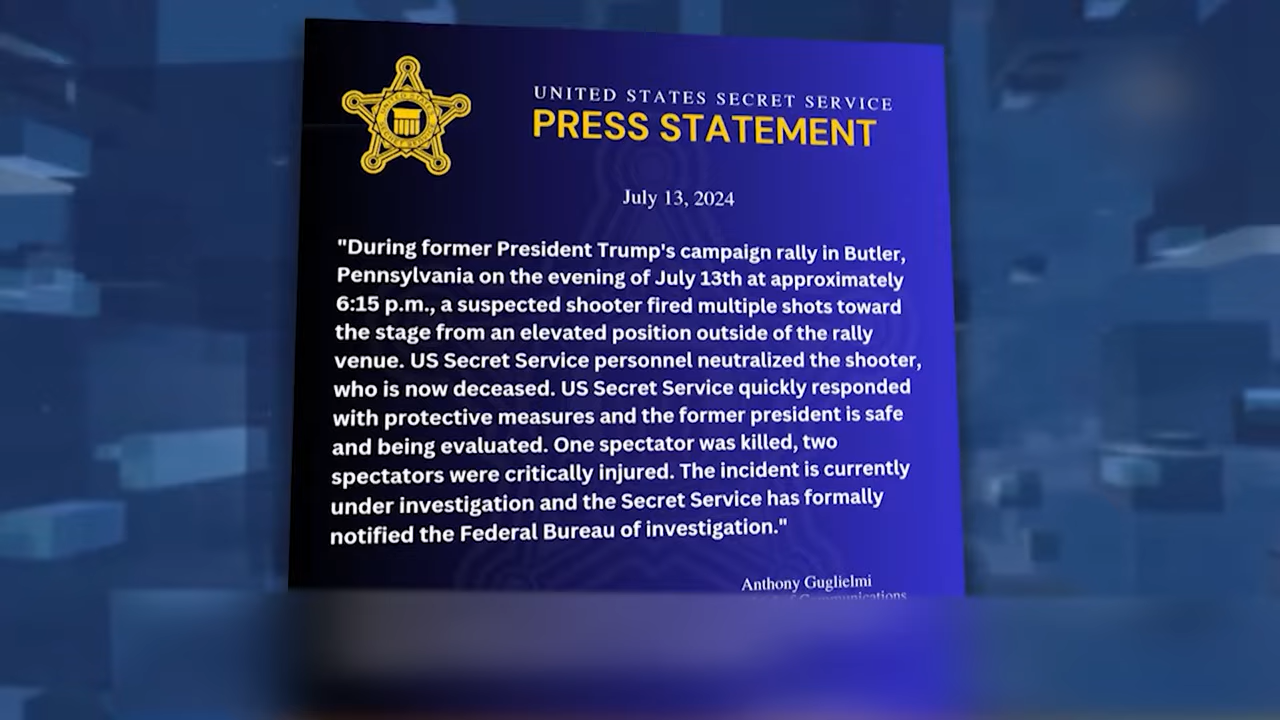 UNITED STATES SECRET SERVICE
PRESS STATEMENT
July 13, 2024
"During former President Trump's campaign rally in Butler,
Pennsylvania on the evening of July 13th at approximately
6:15 p.m., a suspected shooter fired multiple shots toward
the stage from an elevated position outside of the rally
venue. US Secret Service personnel neutralized the shooter,
who is now deceased. US Secret Service quickly responded
with protective measures and the former president is safe
and being evaluated. One spectator was killed, two
spectators were critically injured. The incident is currently
under investigation and the Secret Service has formally
notified the Federal Bureau of investigation."
Anthony Guglielmi